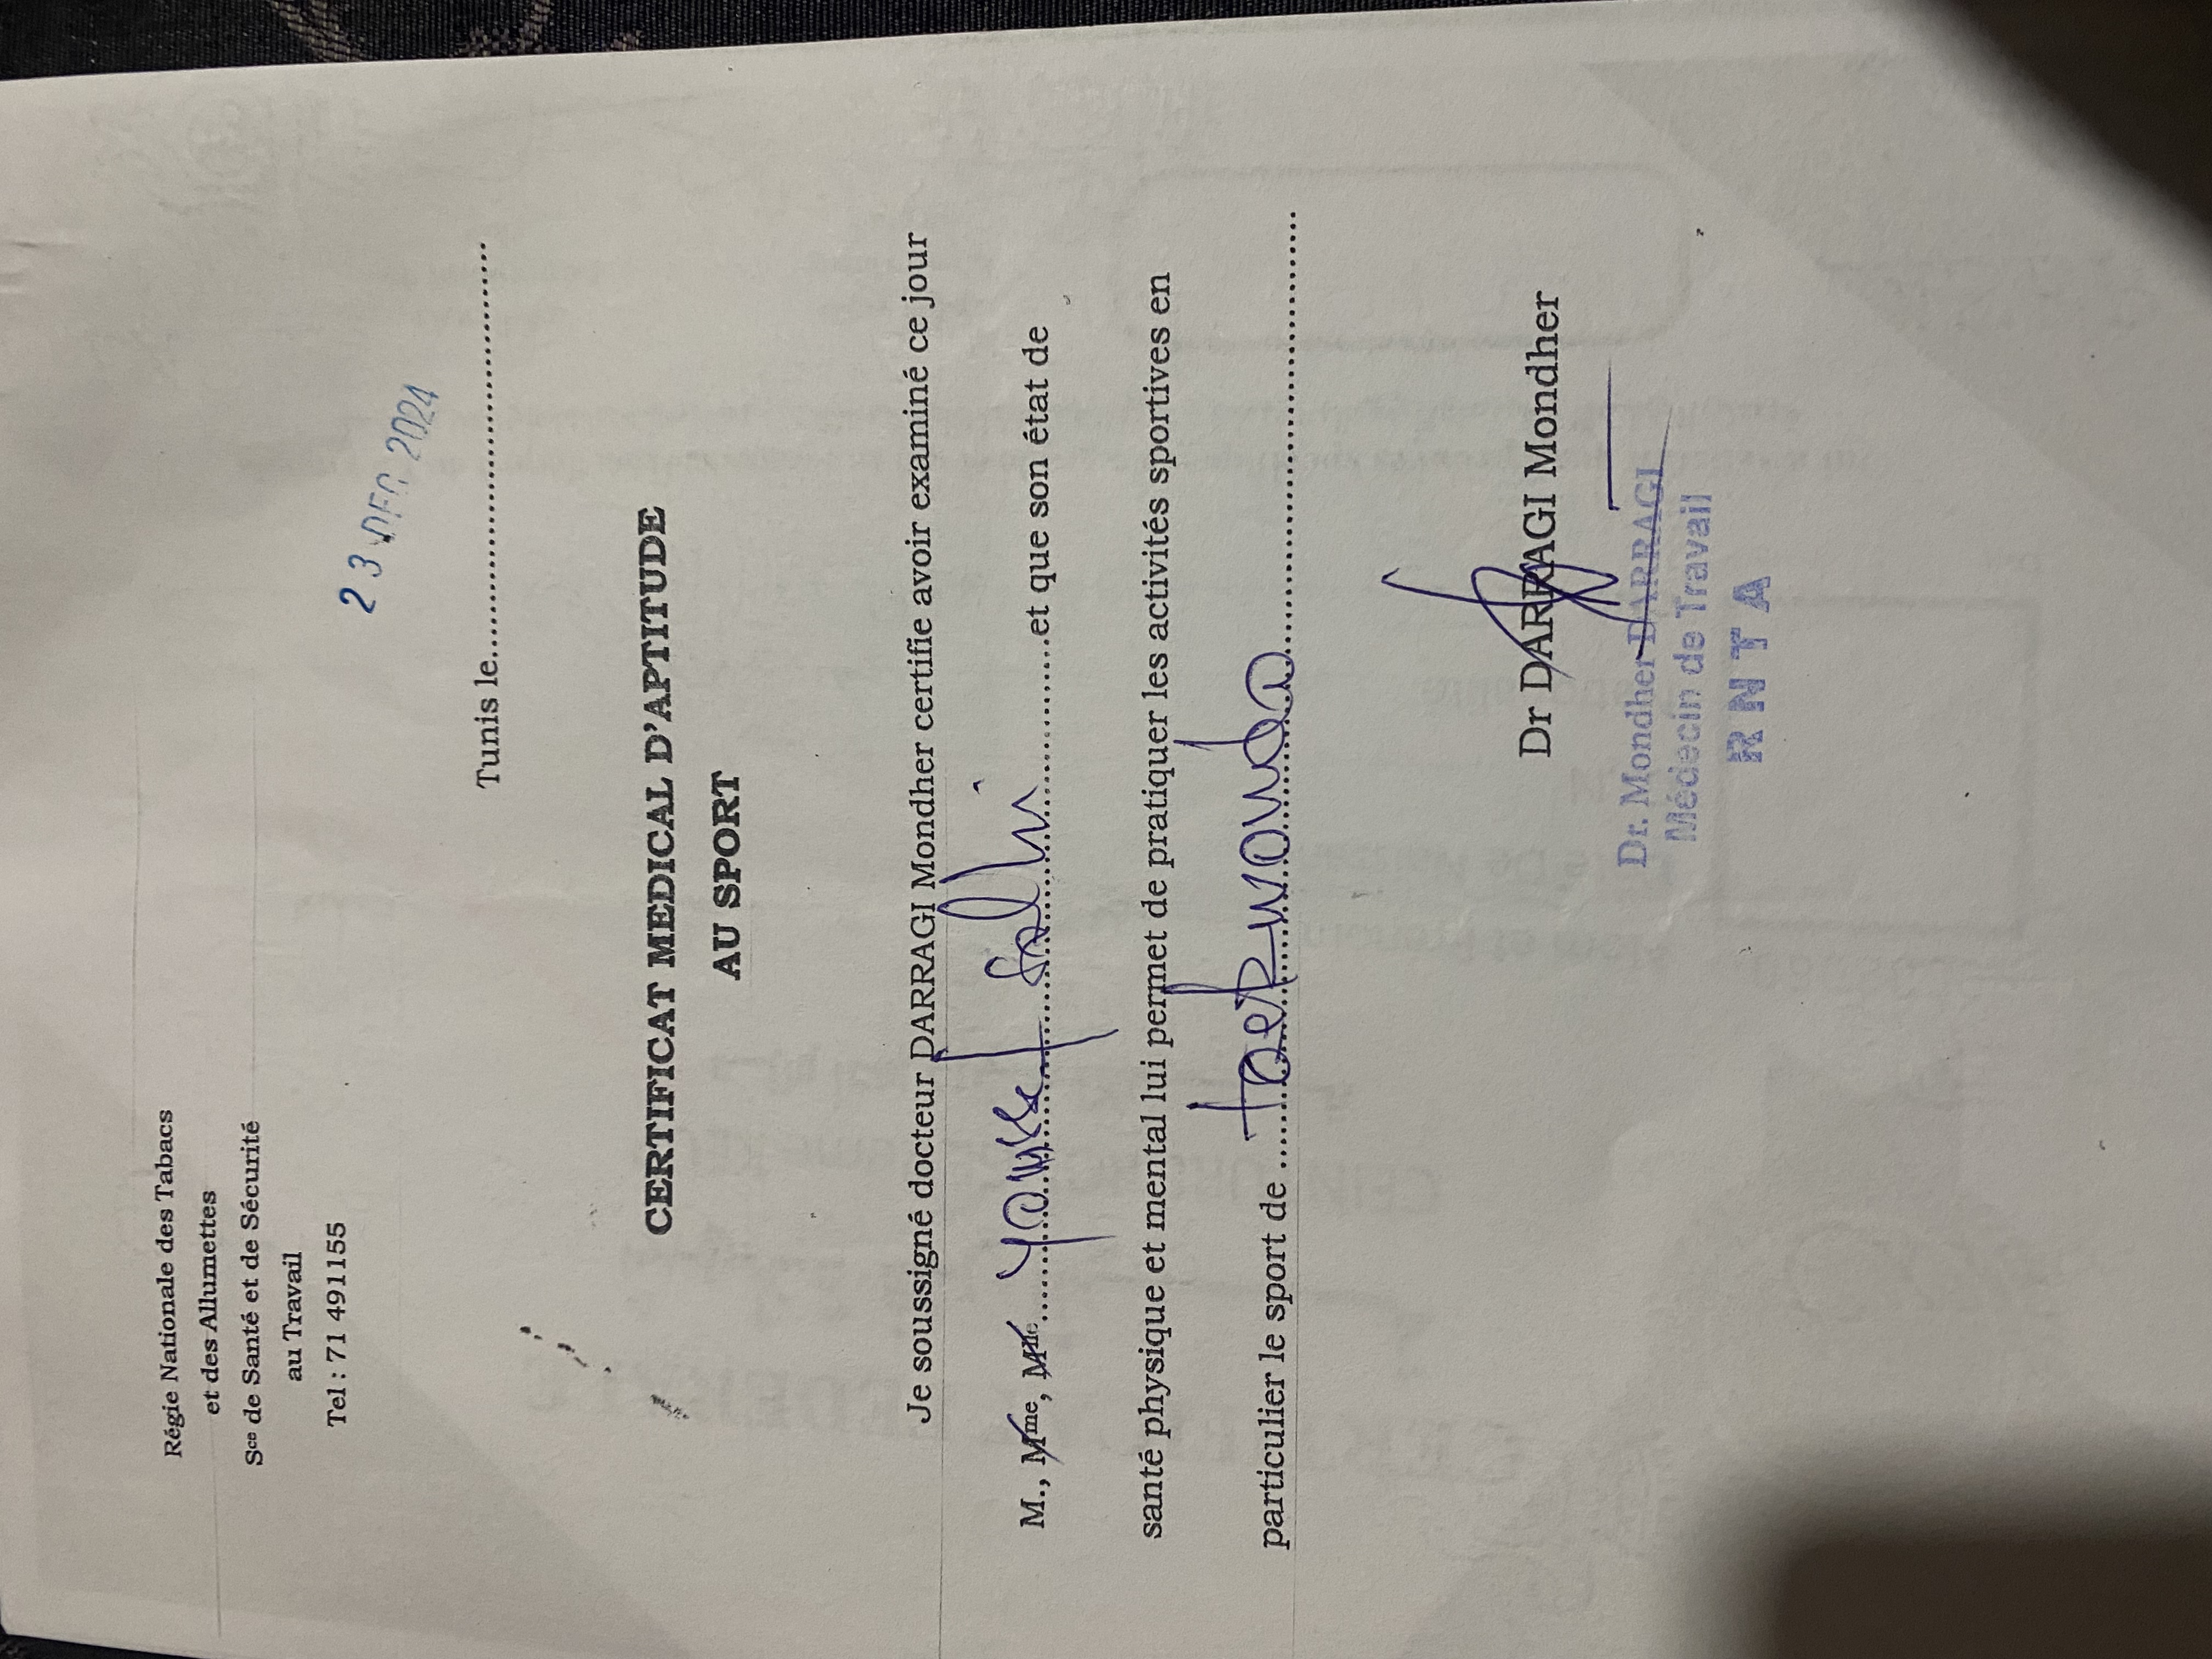 Régie Nationale des Tabacs
et des Allumettes
Sce de Santé et de Sécurité
au Travail
Tel : 71 491155
23 DEC 2024
Tunis le
CERTIFICAT MEDICAL D'APTITUDE
AU SPORT
Je soussigné docteur DARRAGI Mondher certifie avoir examiné ce jour
M., Mme, Mlle et que son état de
santé physique et mental lui permet de pratiquer les activités sportives en
particulier le sport de taekwondo
Dr DARRAGI Mondher
Dr. Mondher DARRAGI
Médecin de Travail
RNTA